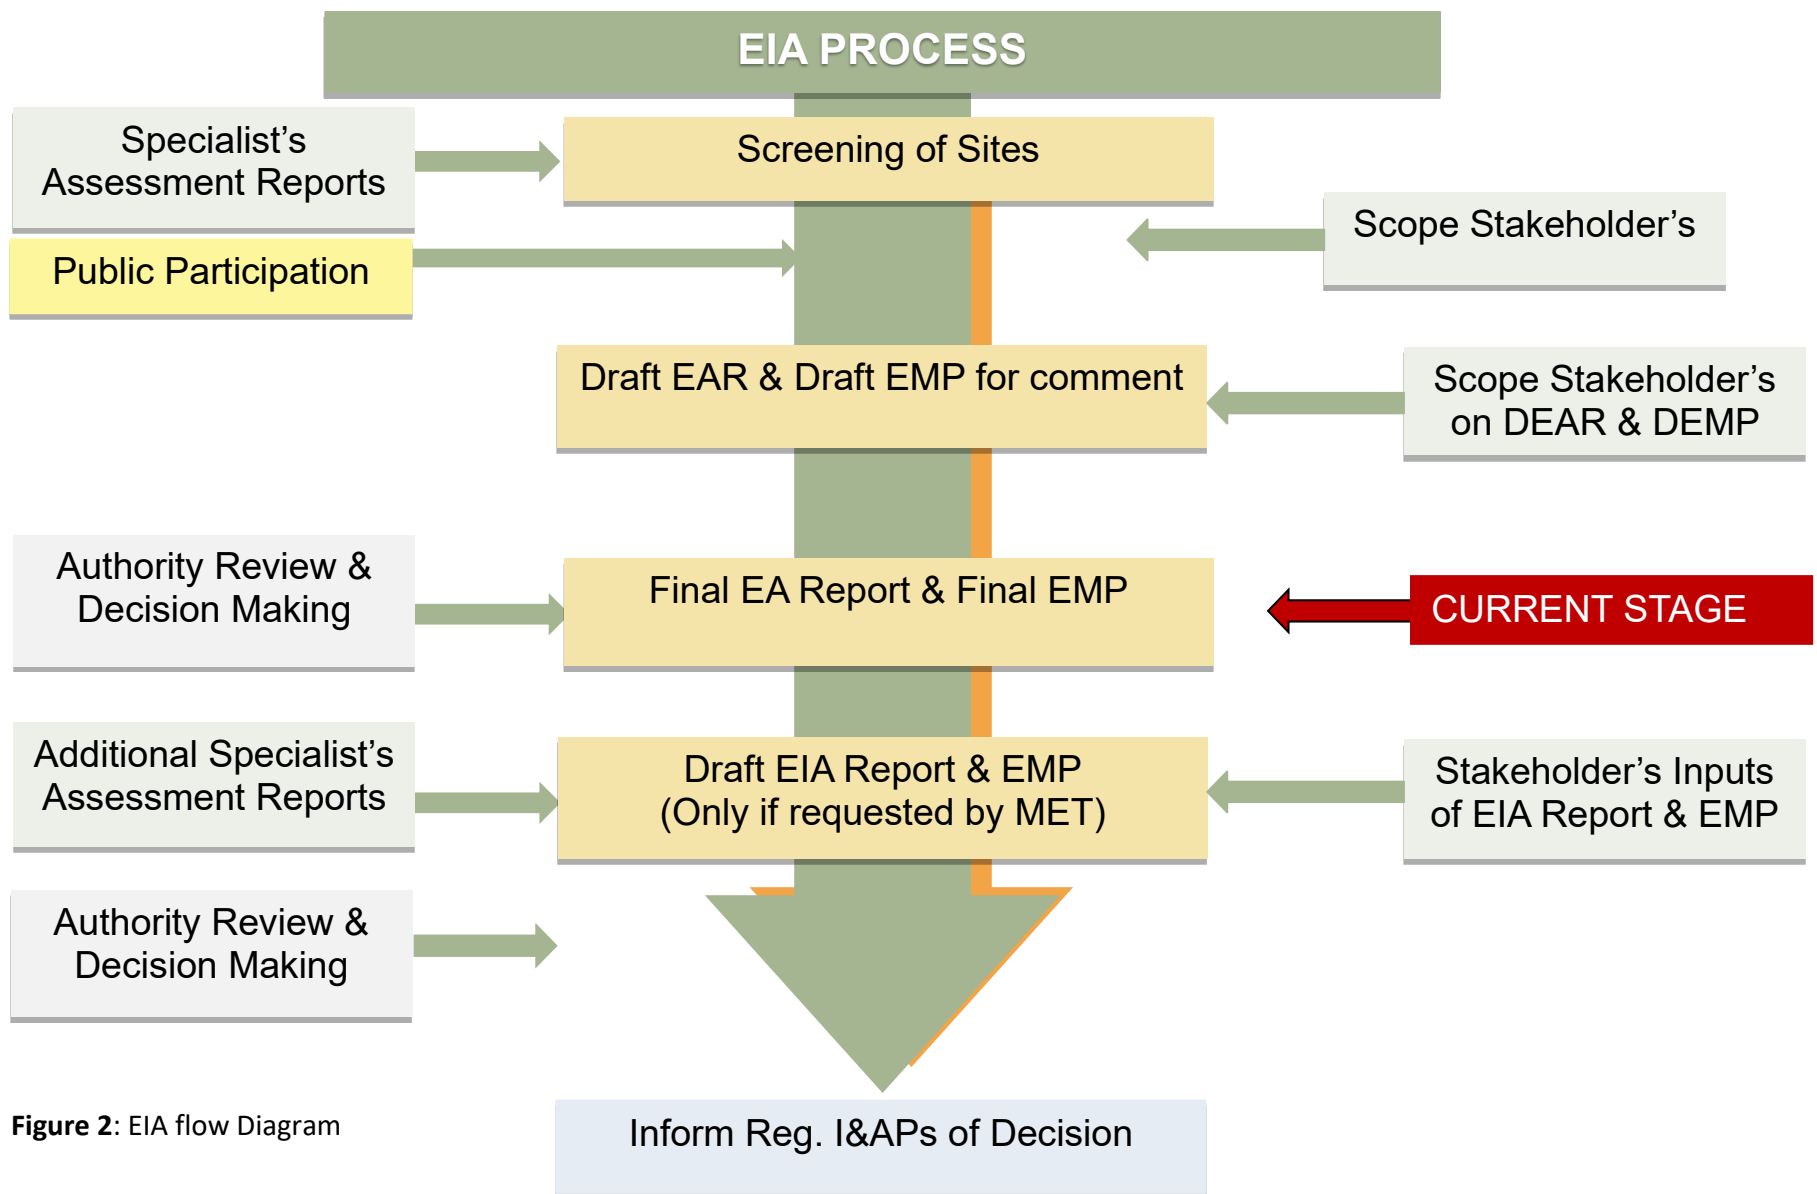 EIA PROCESS
Specialist’s
Assessment Reports
Screening of Sites
Scope Stakeholder’s
Public Participation
Draft EAR & Draft EMP for comment
Scope Stakeholder’s
on DEAR & DEMP
Authority Review &
Decision Making
Final EA Report & Final EMP
CURRENT STAGE
Additional Specialist’s
Assessment Reports
Draft EIA Report & EMP
(Only if requested by MET)
Stakeholder’s Inputs
of EIA Report & EMP
Authority Review &
Decision Making
Figure 2: EIA flow Diagram
Inform Reg. I&APs of Decision